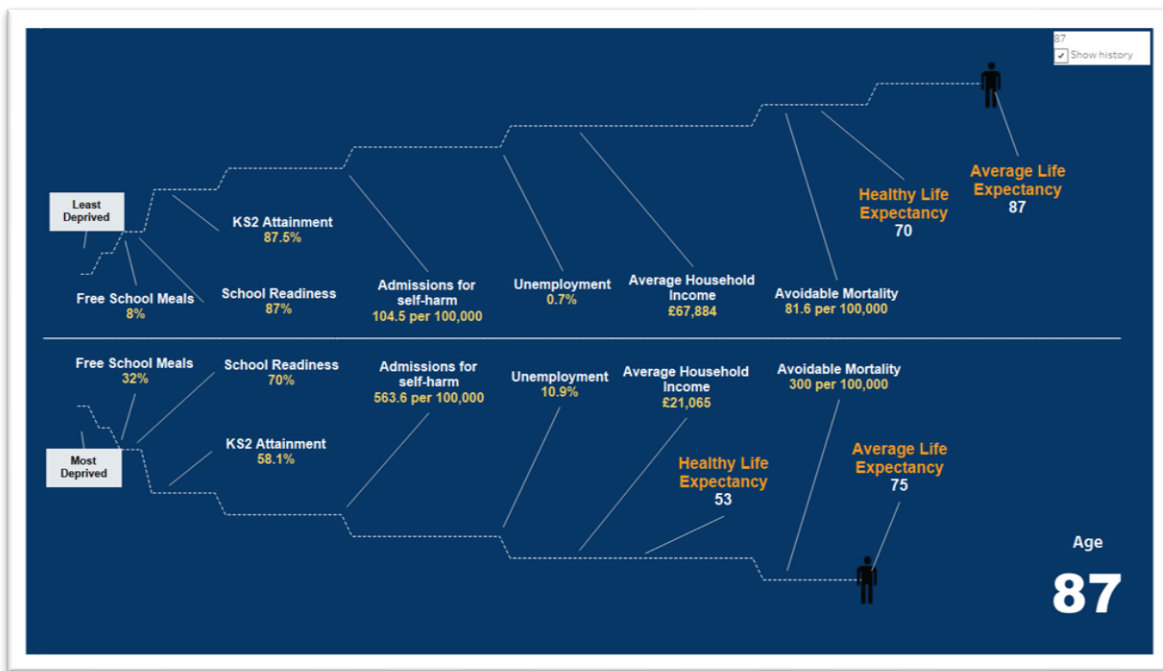 87
Show history
Average Life
Expectancy
87
Healthy Life
Expectancy
70
Least
Deprived
KS2 Attainment
87.5%
Free School Meals
8%
School Readiness
87%
Admissions for
self-harm
104.5 per 100,000
Unemployment
0.7%
Average Household
Income
£67,884
Avoidable Mortality
81.6 per 100,000
Free School Meals
32%
School Readiness
70%
Admissions for
self-harm
563.6 per 100,000
Unemployment
10.9%
Average Household
Income
£21,065
Avoidable Mortality
300 per 100,000
Most
Deprived
KS2 Attainment
58.1%
Healthy Life
Expectancy
53
Average Life
Expectancy
75
Age
87